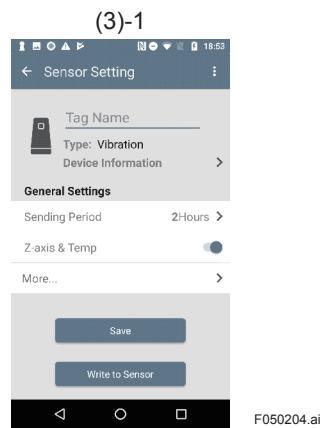 (3)-1
18:53
Sensor Setting
Tag Name
Type: Vibration
Device Information
General Settings
Sending Period 2Hours
Z-axis & Temp
More...
Save
Write to Sensor
F050204.ai